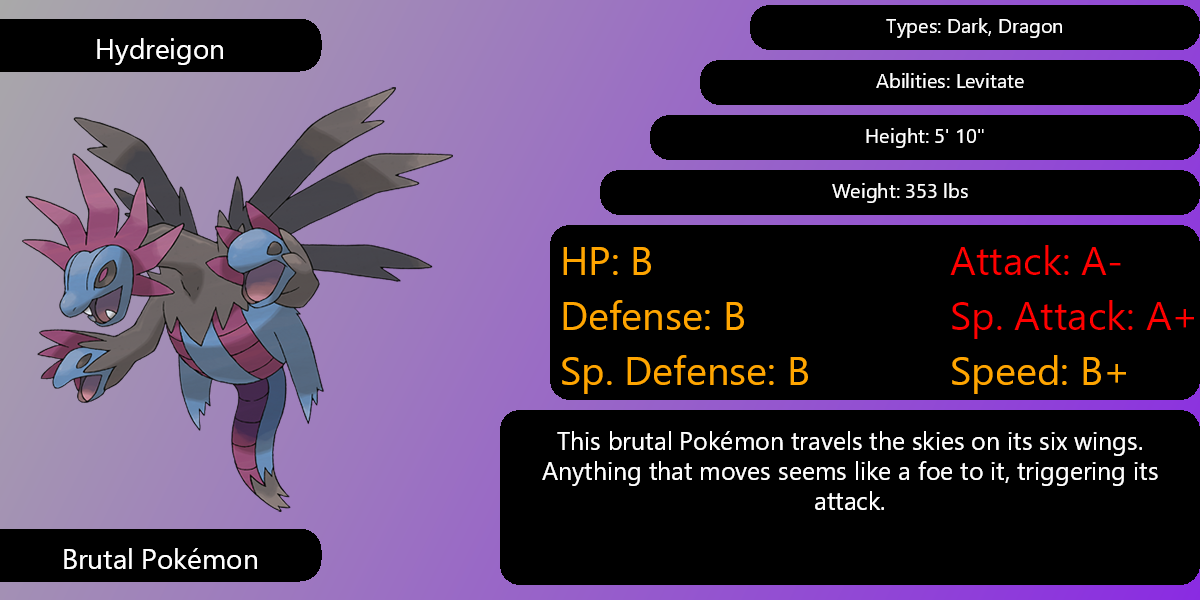 Hydreigon
Types: Dark, Dragon
Abilities: Levitate
Height: 5' 10"
Weight: 353 lbs
HP: B
Attack: A-
Defense: B
Sp. Attack: A+
Sp. Defense: B
Speed: B+
This brutal Pokémon travels the skies on its six wings.
Anything that moves seems like a foe to it, triggering its
attack.
Brutal Pokémon